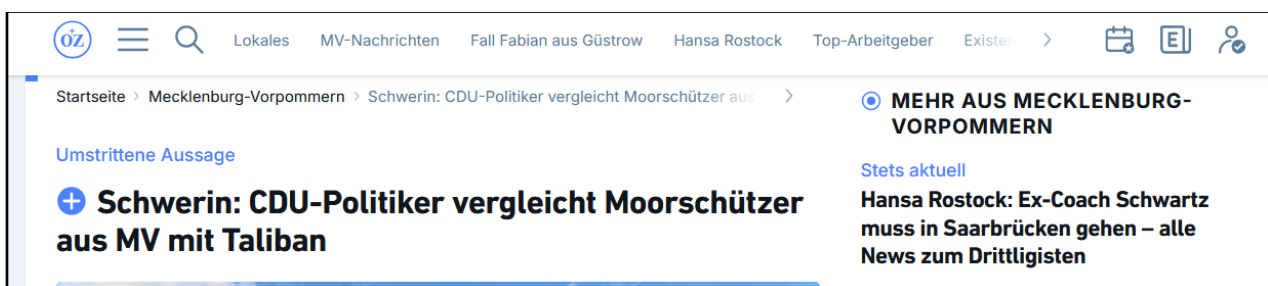 OZ
Lokales MV-Nachrichten Fall Fabian aus Güstrow Hansa Rostock Top-Arbeitgeber Existen
Startseite > Mecklenburg-Vorpommern > Schwerin: CDU-Politiker vergleicht Moorschützer aus
Umstrittene Aussage
Schwerin: CDU-Politiker vergleicht Moorschützer
aus MV mit Taliban
MEHR AUS MECKLENBURG-
VORPOMMERN
Stets aktuell
Hansa Rostock: Ex-Coach Schwartz
muss in Saarbrücken gehen – alle
News zum Drittligisten